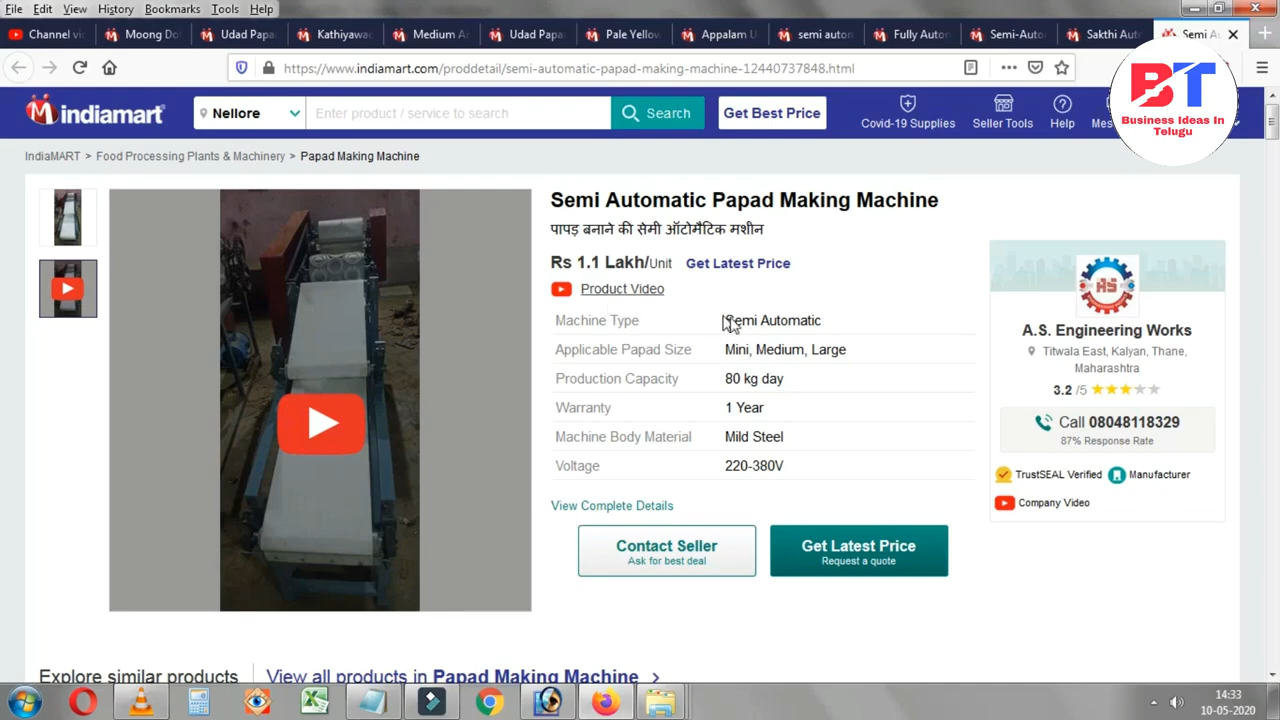 File Edit View History Bookmarks Tools Help
Channel vi Moong Do Udad Papa Kathiyawa Medium Ar Udad Papa Pale Yellow Appalam U semi auton Fully Autom Semi-Auto Sakthi Auto Semi Au
https://www.indiamart.com/proddetail/semi-automatic-papad-making-machine-12440737848.html
BT
Business Ideas In
Telugu
indiamart Nellore Enter product / service to search Search Get Best Price Covid-19 Supplies Seller Tools Help Mes
IndiaMART > Food Processing Plants & Machinery > Papad Making Machine
Semi Automatic Papad Making Machine
पापड़ बनाने की सेमी ऑटोमैटिक मशीन
Rs 1.1 Lakh/Unit Get Latest Price
Product Video
Machine Type Semi Automatic
Applicable Papad Size Mini, Medium, Large
Production Capacity 80 kg day
Warranty 1 Year
Machine Body Material Mild Steel
Voltage 220-380V
View Complete Details
Contact Seller
Ask for best deal
Get Latest Price
Request a quote
AS
A.S. Engineering Works
Titwala East, Kalyan, Thane,
Maharashtra
3.2 /5
Call 08048118329
87% Response Rate
TrustSEAL Verified Manufacturer
Company Video
Explore similar products View all products in Papad Making Machine >
14:33
10-05-2020